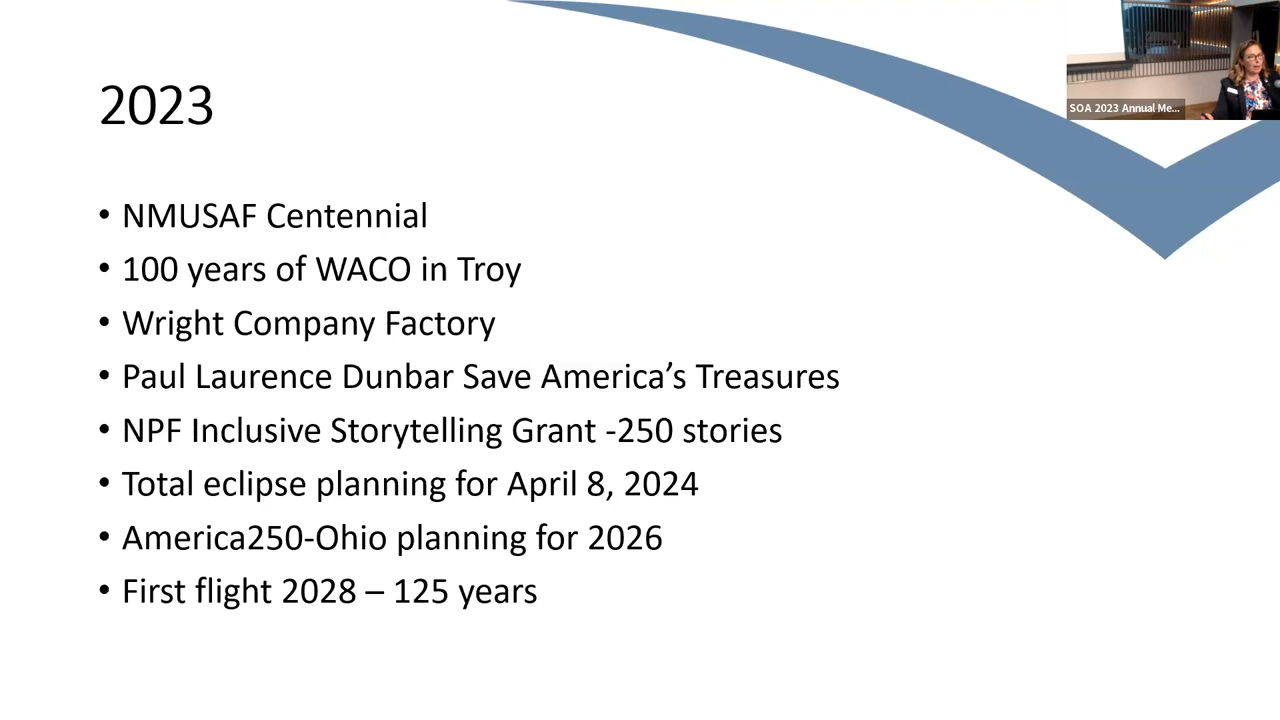 SOA 2023 Annual Me...
2023
• NMUSAF Centennial
• 100 years of WACO in Troy
• Wright Company Factory
• Paul Laurence Dunbar Save America’s Treasures
• NPF Inclusive Storytelling Grant -250 stories
• Total eclipse planning for April 8, 2024
• America250-Ohio planning for 2026
• First flight 2028 – 125 years